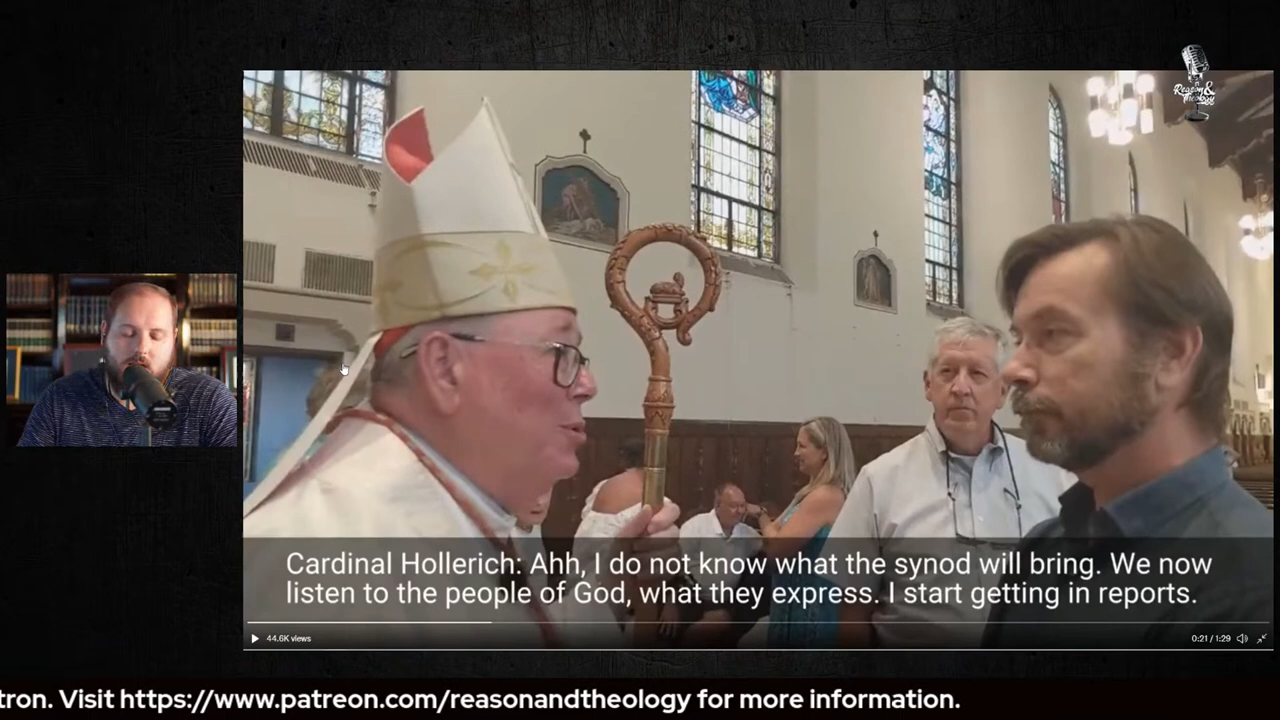 Reason &
Theology
Cardinal Hollerich: Ahh, I do not know what the synod will bring. We now
listen to the people of God, what they express. I start getting in reports.
44.6K views
0:21 / 1:29
tron. Visit https://www.patreon.com/reasonandtheology for more information.